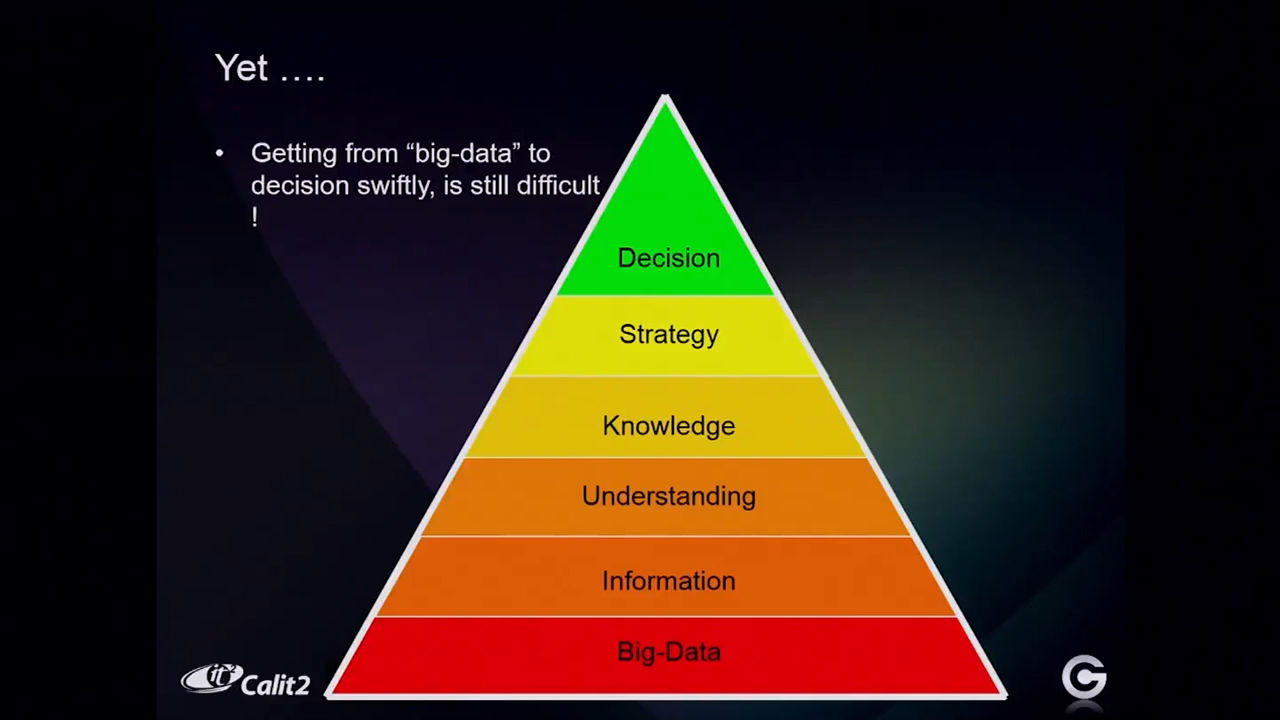 Yet ....
• Getting from “big-data” to
decision swiftly, is still difficult
!
Decision
Strategy
Knowledge
Understanding
Information
Big-Data
it2 Calit2
G